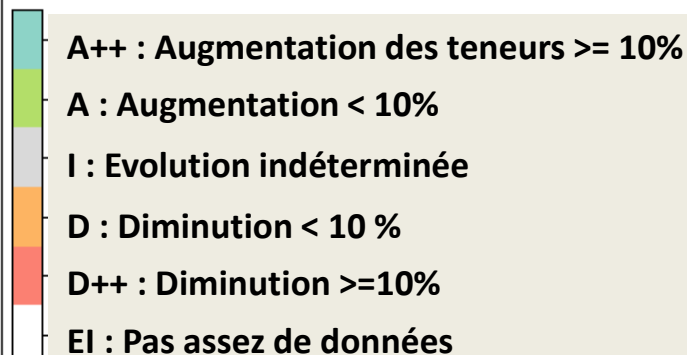 A++ : Augmentation des teneurs >= 10%
A : Augmentation < 10%
I : Evolution indéterminée
D : Diminution < 10 %
D++ : Diminution >=10%
EI : Pas assez de données